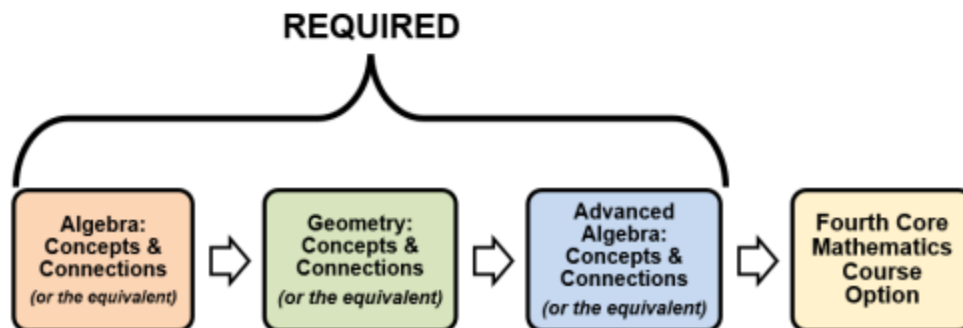 REQUIRED
Algebra:
Concepts &
Connections
(or the equivalent)
Geometry:
Concepts &
Connections
(or the equivalent)
Advanced
Algebra:
Concepts &
Connections
(or the equivalent)
Fourth Core
Mathematics
Course
Option